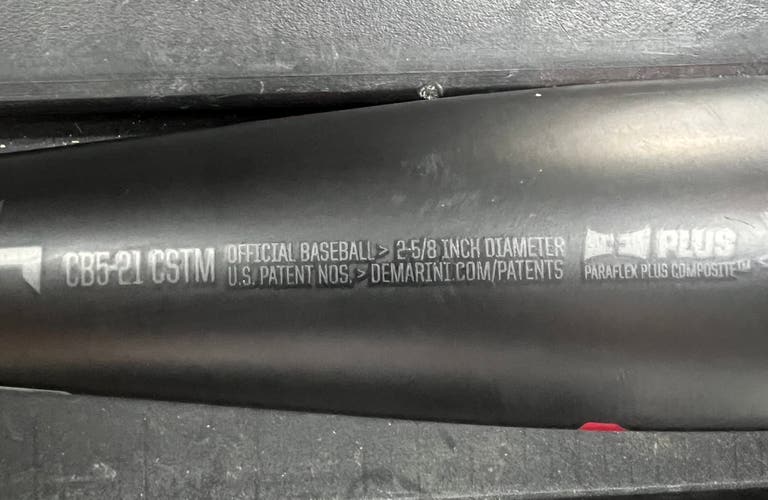 CB5-21 CSTM
OFFICIAL BASEBALL > 2-5/8 INCH DIAMETER
U.S. PATENT NOS. > DEMARINI.COM/PATENTS
PLUS
PARAFLEX PLUS COMPOSITE™